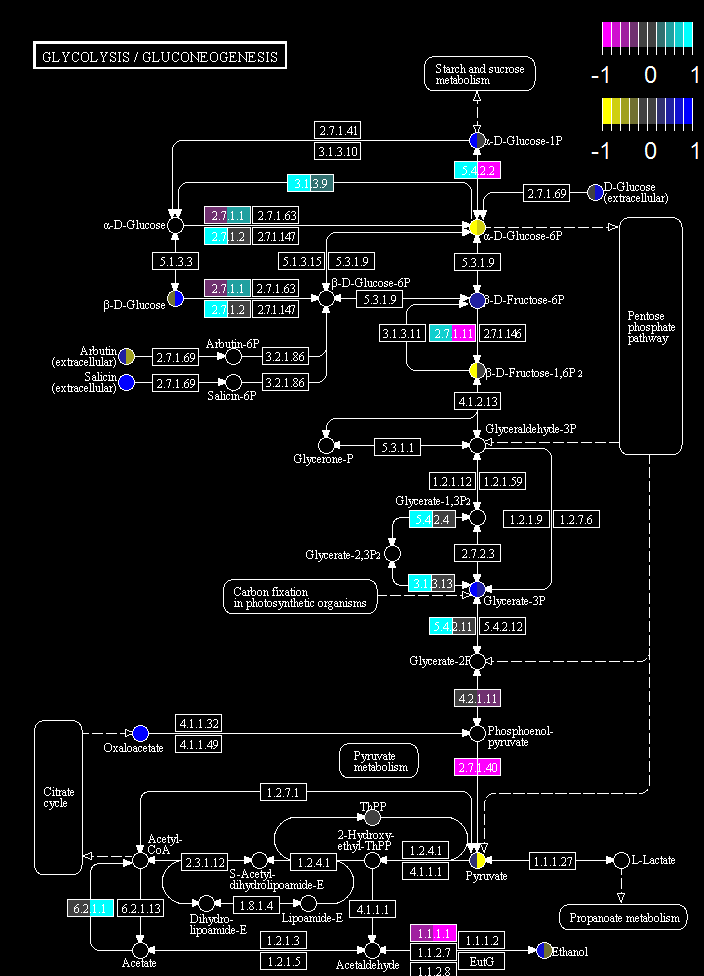 GLYCOLYSIS / GLUCONEOGENESIS
-1 0 1
-1 0 1
Starch and sucrose
metabolism
2.7.1.41
3.1.3.10
α-D-Glucose-1P
5.4.2.2
3.1.3.9
2.7.1.69
D-Glucose
(extracellular)
α-D-Glucose
2.7.1.1
2.7.1.63
2.7.1.2
2.7.1.147
α-D-Glucose-6P
5.1.3.3
5.1.3.15
5.3.1.9
5.3.1.9
β-D-Glucose
2.7.1.1
2.7.1.63
2.7.1.2
2.7.1.147
β-D-Glucose-6P
5.3.1.9
β-D-Fructose-6P
Pentose
phosphate
pathway
3.1.3.11
2.7.1.11
2.7.1.146
Arbutin
(extracellular)
2.7.1.69
Arbutin-6P
3.2.1.86
Salicin
(extracellular)
2.7.1.69
Salicin-6P
3.2.1.86
β-D-Fructose-1,6P2
4.1.2.13
Glyceraldehyde-3P
Glycerone-P
5.3.1.1
1.2.1.12
1.2.1.59
Glycerate-1,3P2
5.4.2.4
1.2.1.9
1.2.7.6
Glycerate-2,3P2
2.7.2.3
3.1.3.13
Carbon fixation
in photosynthetic organisms
Glycerate-3P
5.4.2.11
5.4.2.12
Glycerate-2P
4.2.1.11
4.1.1.32
4.1.1.49
Oxaloacetate
Phosphoenol-
pyruvate
Pyruvate
metabolism
2.7.1.40
Citrate
cycle
1.2.7.1
ThPP
Acetyl-
CoA
2-Hydroxy-
ethyl-ThPP
2.3.1.12
1.2.4.1
1.2.4.1
4.1.1.1
S-Acetyl-
dihydrolipoamide-E
Pyruvate
1.1.1.27
L-Lactate
6.2.1.1
6.2.1.13
1.8.1.4
Dihydro-
lipoamide-E
Lipoamide-E
4.1.1.1
Propanoate metabolism
1.2.1.3
1.2.1.5
Acetate
Acetaldehyde
1.1.1.1
1.1.1.2
1.1.2.7
EutG
1.1.2.8
Ethanol